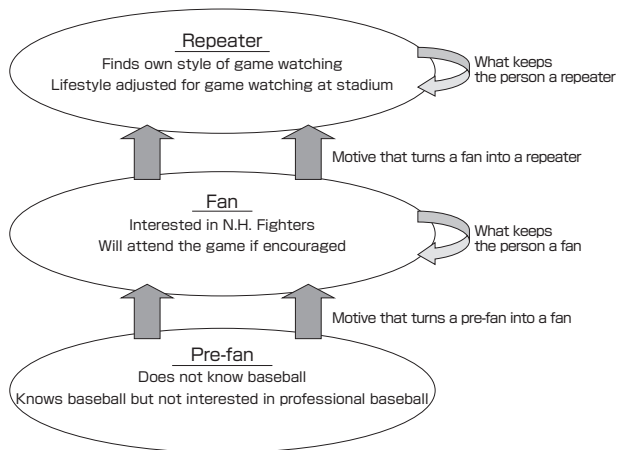 Repeater
Finds own style of game watching
Lifestyle adjusted for game watching at stadium
What keeps
the person a repeater
Motive that turns a fan into a repeater
Fan
Interested in N.H. Fighters
Will attend the game if encouraged
What keeps
the person a fan
Motive that turns a pre-fan into a fan
Pre-fan
Does not know baseball
Knows baseball but not interested in professional baseball